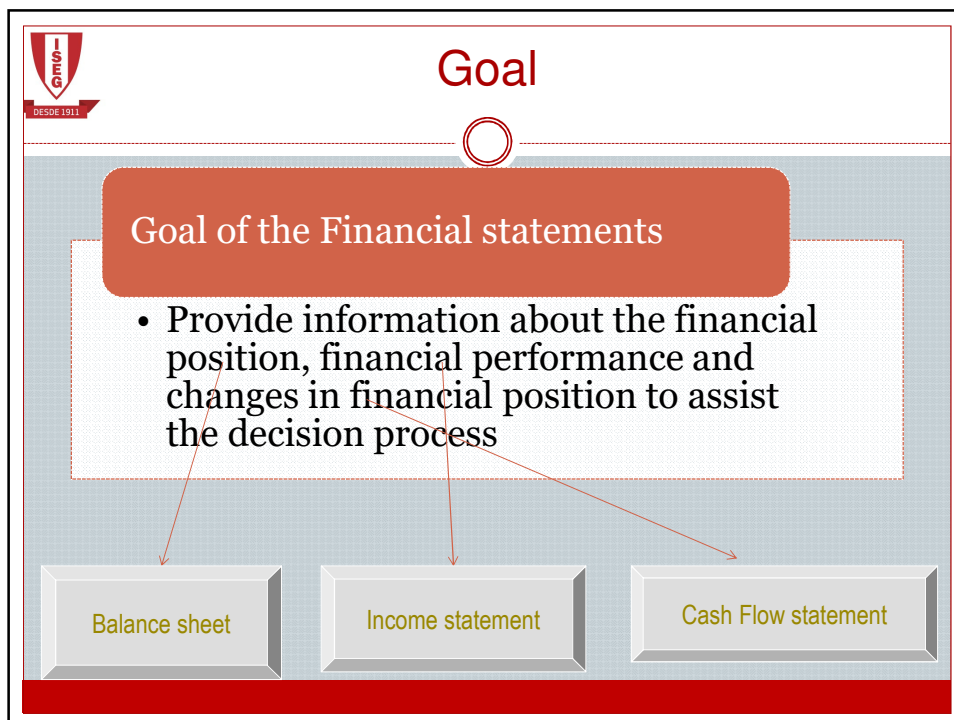 ISEG
DESDE 1911
Goal
Goal of the Financial statements
• Provide information about the financial
position, financial performance and
changes in financial position to assist
the decision process
Balance sheet
Income statement
Cash Flow statement